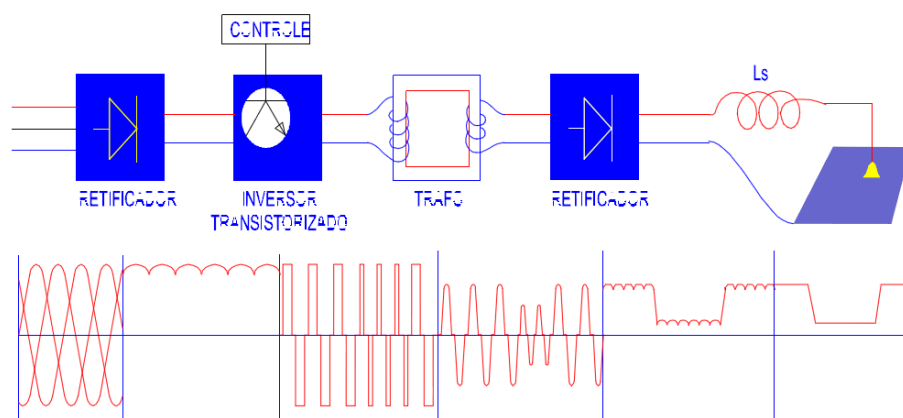 CONTROLE
Ls
RETIFICADOR
INVERSOR
TRANSISTORIZADO
TRAFO
RETIFICADOR